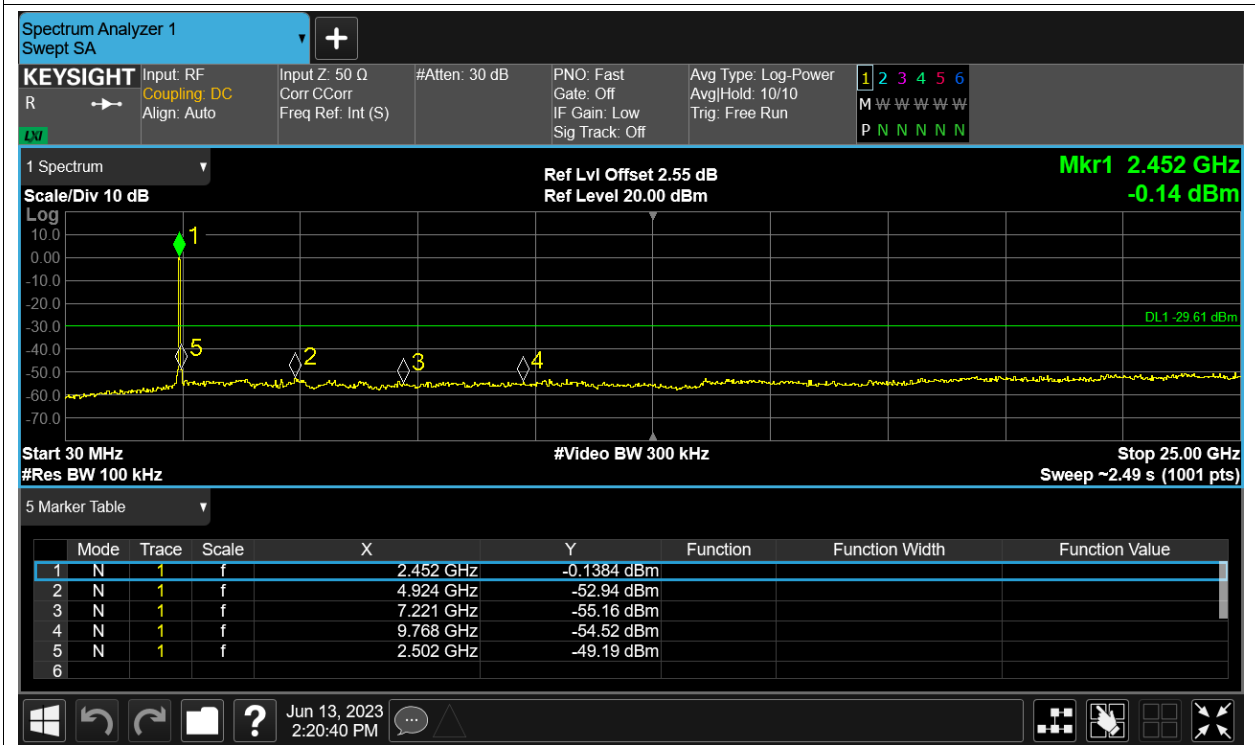 Spectrum Analyzer 1
Swept SA
+
KEYSIGHT
R
LXI
Input: RF
Coupling: DC
Align: Auto
Input Z: 50 Ω
Corr CCorr
Freq Ref: Int (S)
#Atten: 30 dB
PNO: Fast
Gate: Off
IF Gain: Low
Sig Track: Off
Avg Type: Log-Power
Avg|Hold: 10/10
Trig: Free Run
1 2 3 4 5 6
M W W W W W
P N N N N N
1 Spectrum
Scale/Div 10 dB
Ref Lvl Offset 2.55 dB
Ref Level 20.00 dBm
Mkr1 2.452 GHz
-0.14 dBm
Log
10.0
0.00
-10.0
-20.0
-30.0
-40.0
-50.0
-60.0
-70.0
1
5
2
3
4
DL1 -29.61 dBm
Start 30 MHz
#Video BW 300 kHz
Stop 25.00 GHz
#Res BW 100 kHz
Sweep ~2.49 s (1001 pts)
5 Marker Table
Mode Trace Scale X Y Function Function Width Function Value
1 N 1 f 2.452 GHz -0.1384 dBm
2 N 1 f 4.924 GHz -52.94 dBm
3 N 1 f 7.221 GHz -55.16 dBm
4 N 1 f 9.768 GHz -54.52 dBm
5 N 1 f 2.502 GHz -49.19 dBm
6
?
Jun 13, 2023
2:20:40 PM